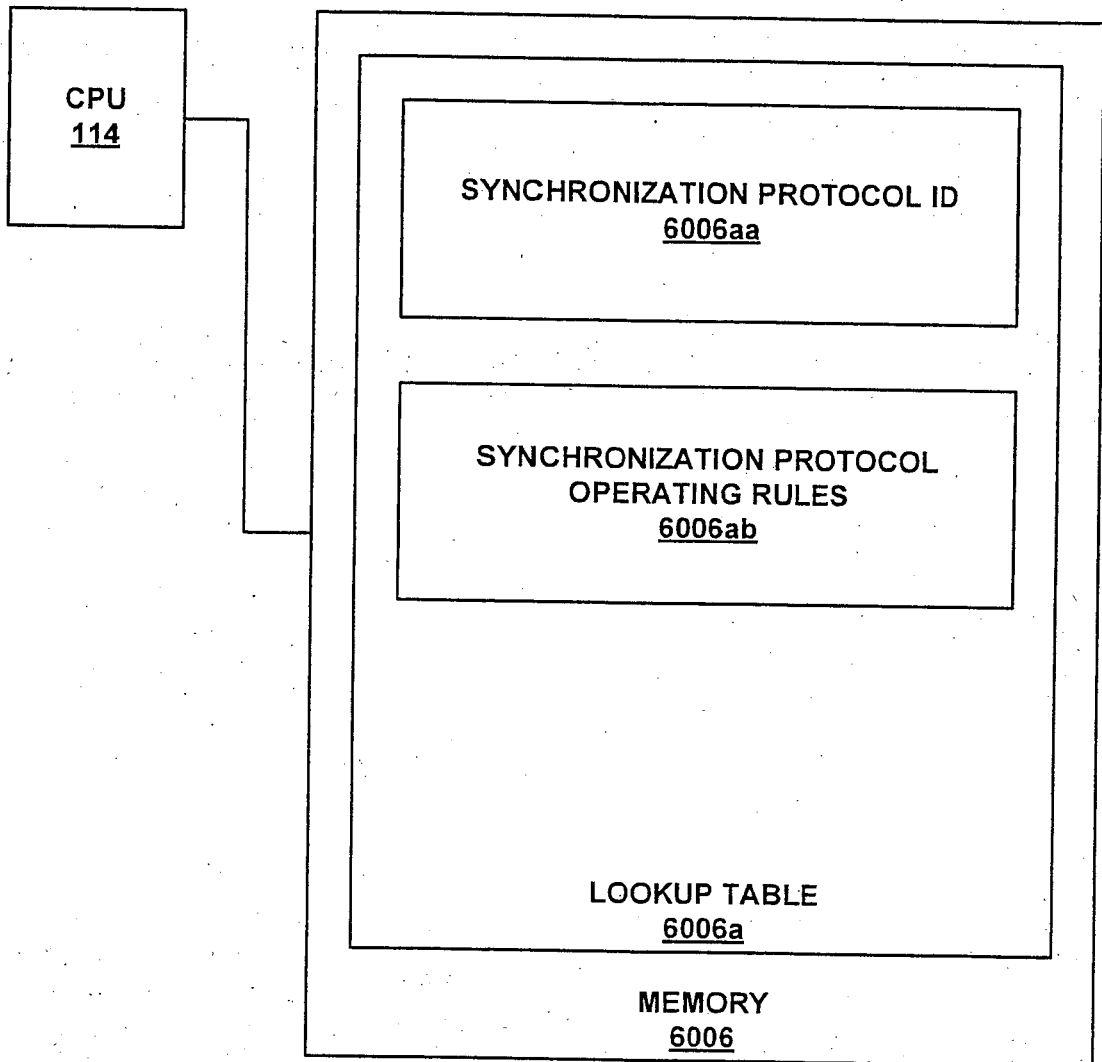 CPU
114
SYNCHRONIZATION PROTOCOL ID
6006aa
SYNCHRONIZATION PROTOCOL
OPERATING RULES
6006ab
LOOKUP TABLE
6006a
MEMORY
6006